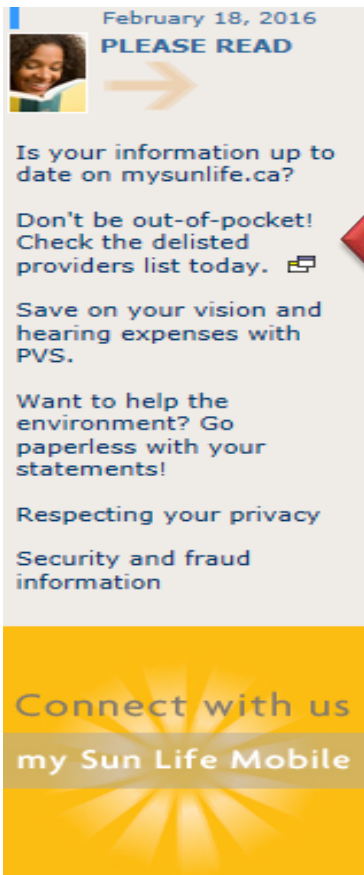 February 18, 2016
PLEASE READ
Is your information up to
date on mysunlife.ca?
Don't be out-of-pocket!
Check the delisted
providers list today.
Save on your vision and
hearing expenses with
PVS.
Want to help the
environment? Go
paperless with your
statements!
Respecting your privacy
Security and fraud
information
Connect with us
my Sun Life Mobile